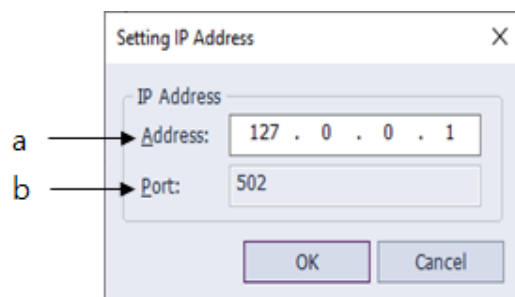 Setting IP Address
IP Address
a Address: 127 . 0 . 0 . 1
b Port: 502
OK Cancel